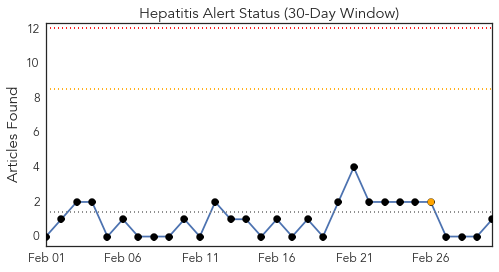 Hepatitis Alert Status (30-Day Window)
Articles Found
12
10
8
6
4
2
0
Feb 01 Feb 06 Feb 11 Feb 16 Feb 21 Feb 26